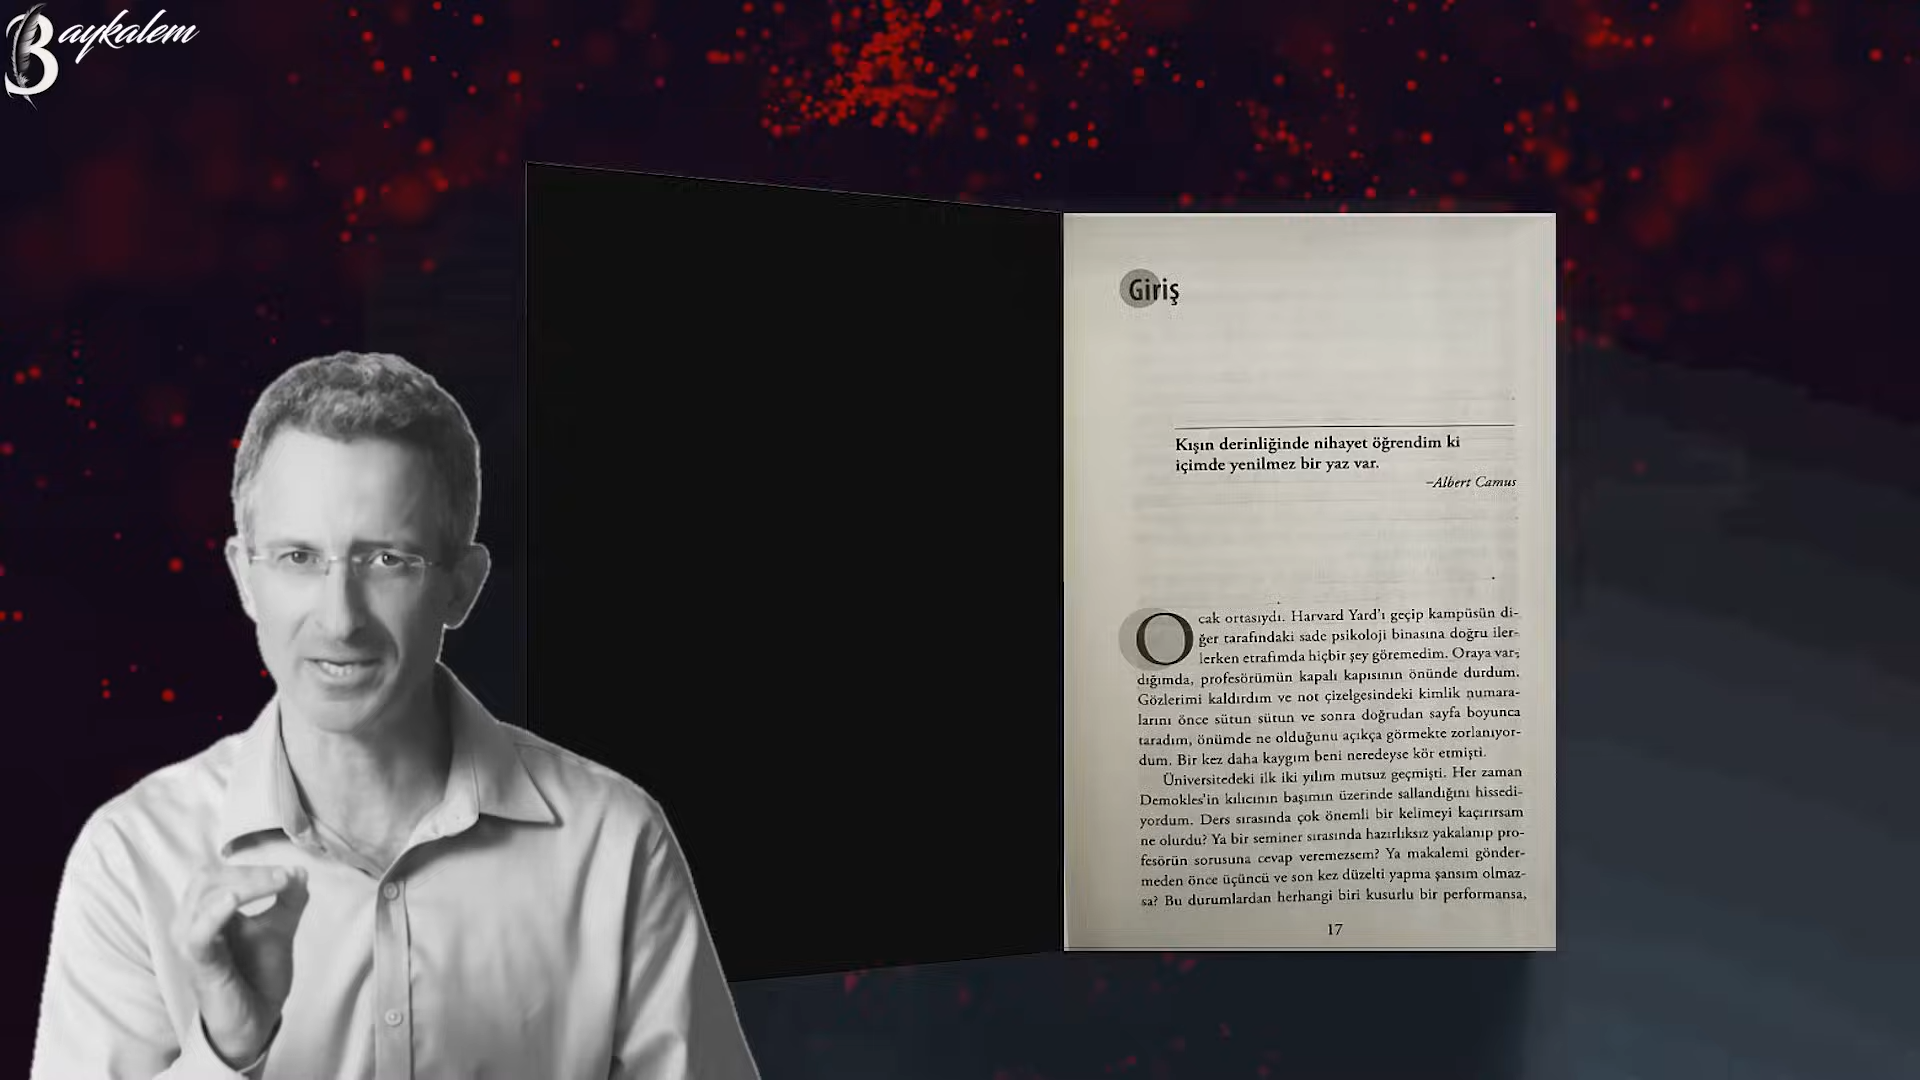 Baykalem
Giriş
Kışın derinliğinde nihayet öğrendim ki
içimde yenilmez bir yaz var.
–Albert Camus
Ocak ortasıydı. Harvard Yard'ı geçip kampüsün di-
ğer tarafındaki sade psikoloji binasına doğru iler-
lerken etrafımda hiçbir şey göremedim. Oraya var-
dığımda, profesörümün kapalı kapısının önünde durdum.
Gözlerimi kaldırdım ve not çizelgesindeki kimlik numara-
larını önce sütun sütun ve sonra doğrudan sayfa boyunca
taradım, önümde ne olduğunu açıkça görmekte zorlanıyor-
dum. Bir kez daha kaygım beni neredeyse kör etmişti.
Üniversitedeki ilk iki yılım mutsuz geçmişti. Her zaman
Demokles'in kılıcının başımın üzerinde sallandığını hissedi-
yordum. Ders sırasında çok önemli bir kelimeyi kaçırırsam
ne olurdu? Ya bir seminer sırasında hazırlıksız yakalanıp pro-
fesörün sorusuna cevap veremezsem? Ya makalemi gönder-
meden önce üçüncü ve son kez düzelti yapma şansım olmaz-
sa? Bu durumlardan herhangi biri kusurlu bir performansa,
17